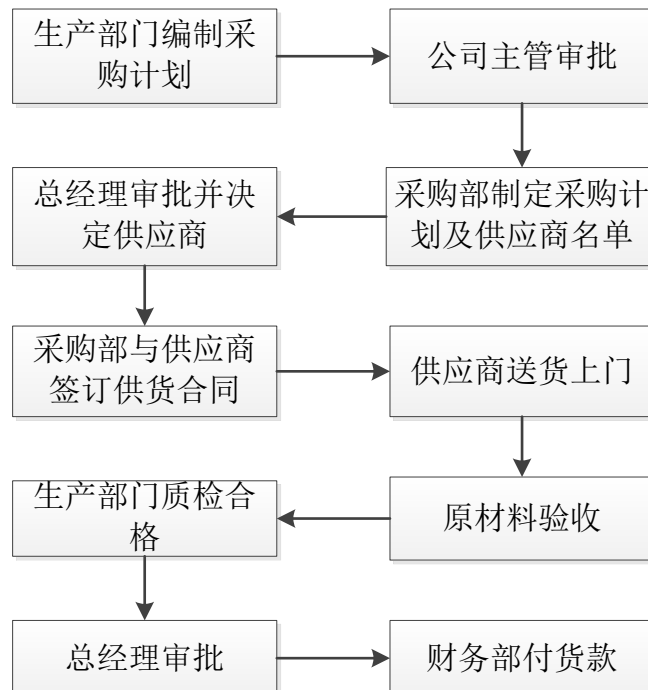 生产部门编制采
购计划
公司主管审批
采购部制定采购计
划及供应商名单
总经理审批并决
定供应商
采购部与供应商
签订供货合同
供应商送货上门
原材料验收
生产部门质检合
格
总经理审批
财务部付货款